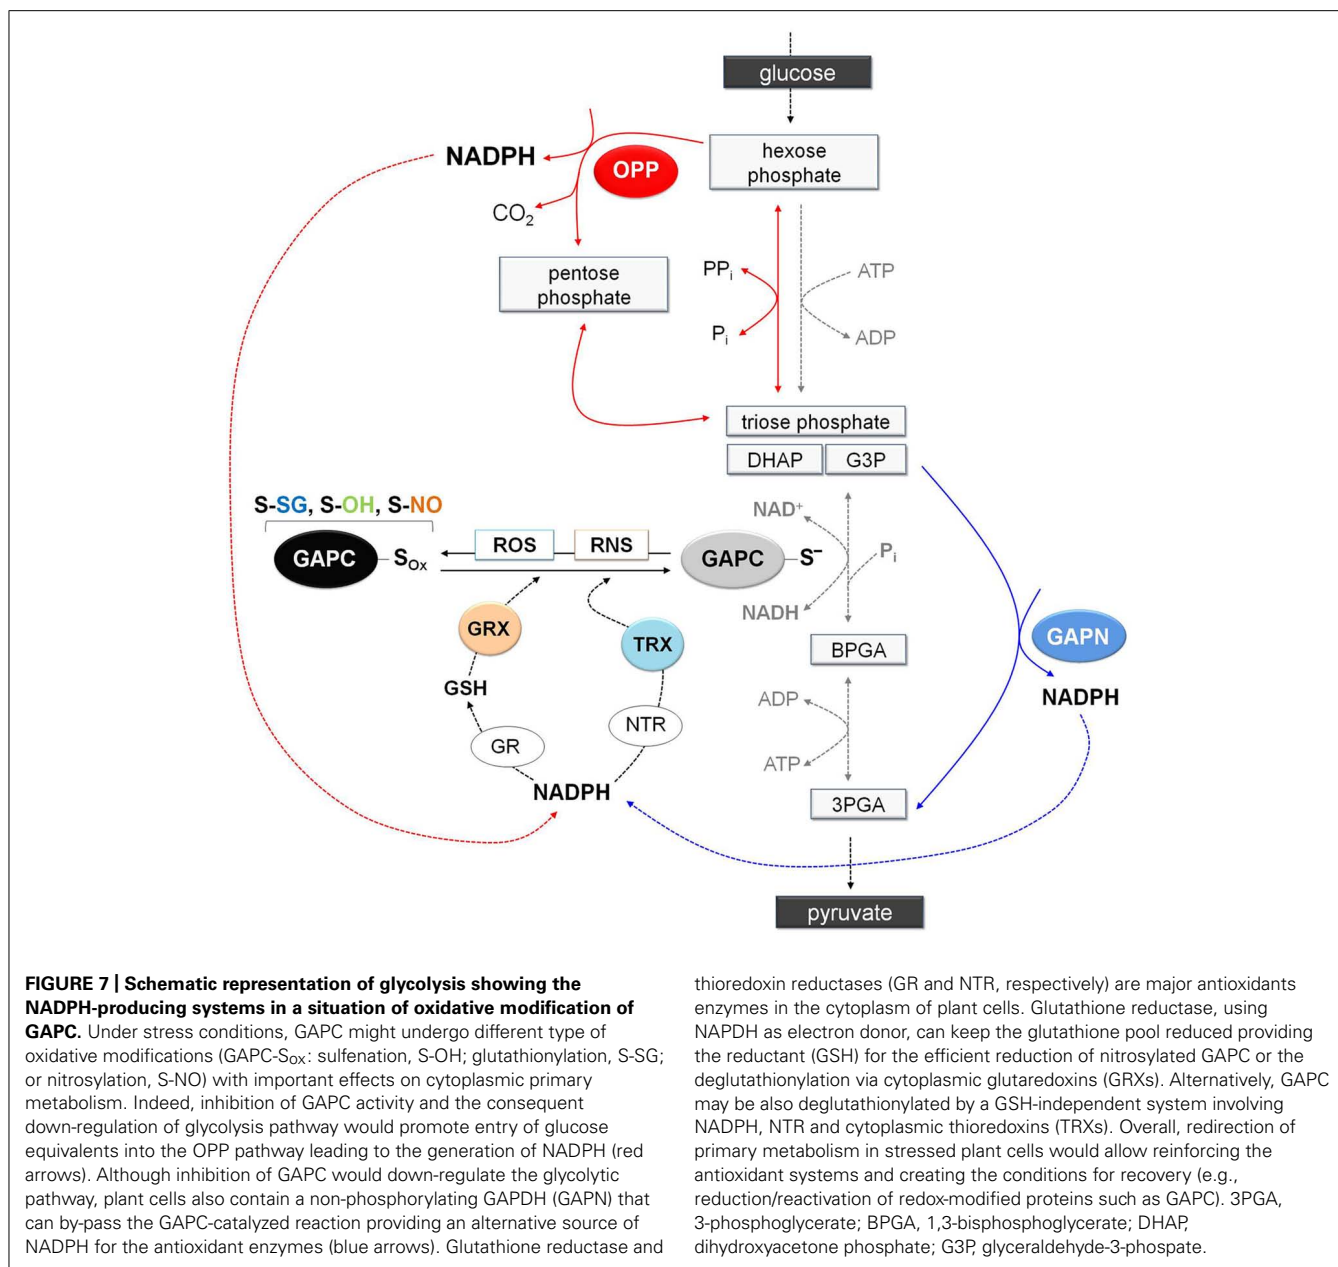 glucose
NADPH
OPP
hexose
phosphate
CO2
pentose
phosphate
PPi
Pi
ATP
ADP
triose phosphate
DHAP
G3P
S-SG, S-OH, S-NO
GAPC
SOx
ROS
RNS
GAPC
S–
NAD+
Pi
NADH
GRX
TRX
BPGA
GAPN
GSH
NADPH
ADP
NTR
GR
ATP
NADPH
3PGA
pyruvate
FIGURE 7 | Schematic representation of glycolysis showing the
NADPH-producing systems in a situation of oxidative modification of
GAPC. Under stress conditions, GAPC might undergo different type of
oxidative modifications (GAPC-SOx: sulfenation, S-OH; glutathionylation, S-SG;
or nitrosylation, S-NO) with important effects on cytoplasmic primary
metabolism. Indeed, inhibition of GAPC activity and the consequent
down-regulation of glycolysis pathway would promote entry of glucose
equivalents into the OPP pathway leading to the generation of NADPH (red
arrows). Although inhibition of GAPC would down-regulate the glycolytic
pathway, plant cells also contain a non-phosphorylating GAPDH (GAPN) that
can by-pass the GAPC-catalyzed reaction providing an alternative source of
NADPH for the antioxidant enzymes (blue arrows). Glutathione reductase and
thioredoxin reductases (GR and NTR, respectively) are major antioxidants
enzymes in the cytoplasm of plant cells. Glutathione reductase, using
NAPDH as electron donor, can keep the glutathione pool reduced providing
the reductant (GSH) for the efficient reduction of nitrosylated GAPC or the
deglutathionylation via cytoplasmic glutaredoxins (GRXs). Alternatively, GAPC
may be also deglutathionylated by a GSH-independent system involving
NADPH, NTR and cytoplasmic thioredoxins (TRXs). Overall, redirection of
primary metabolism in stressed plant cells would allow reinforcing the
antioxidant systems and creating the conditions for recovery (e.g.,
reduction/reactivation of redox-modified proteins such as GAPC). 3PGA,
3-phosphoglycerate; BPGA, 1,3-bisphosphoglycerate; DHAP,
dihydroxyacetone phosphate; G3P, glyceraldehyde-3-phospate.